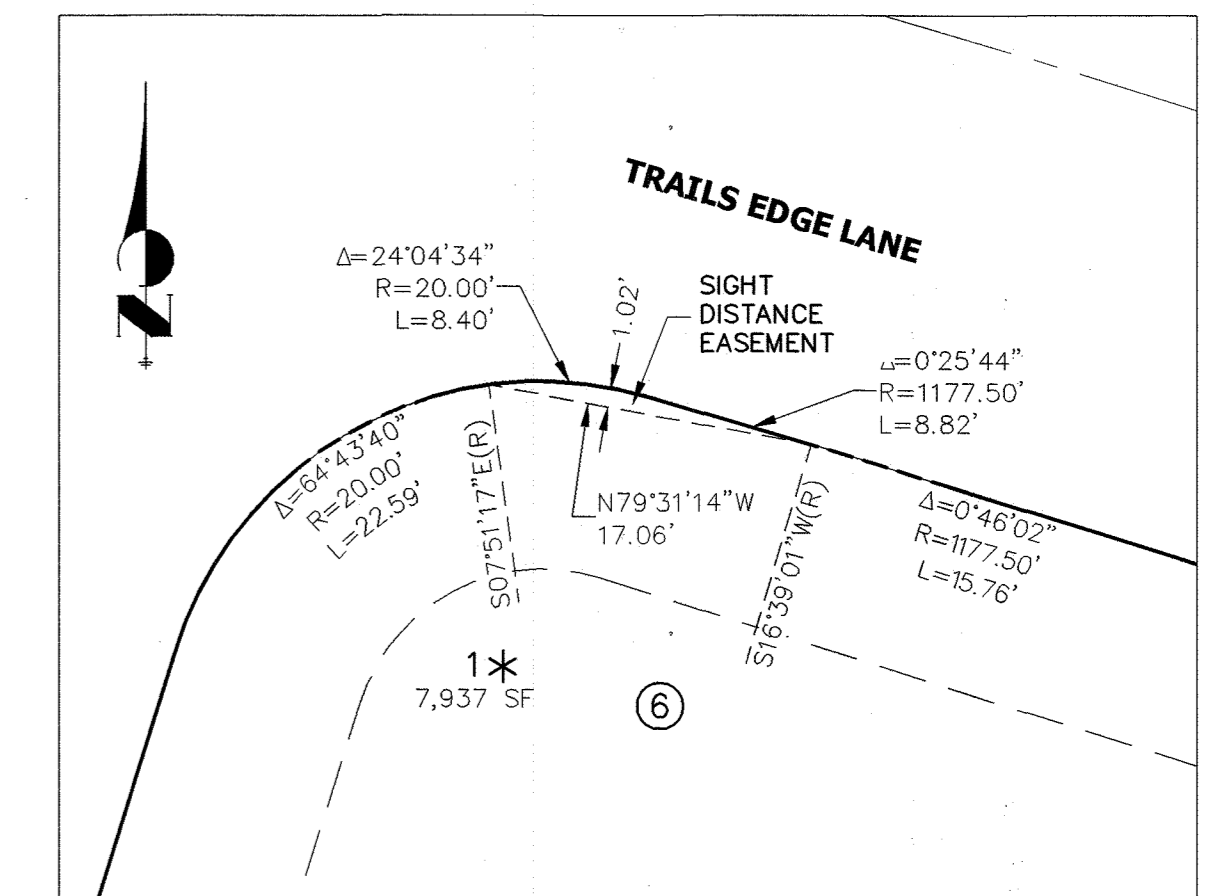 TRAILS EDGE LANE
Δ=24°04'34"
R=20.00'
L=8.40'
1.02'
SIGHT
DISTANCE
EASEMENT
Δ=0°25'44"
R=1177.50'
L=8.82'
N
Δ=64°43'40"
R=20.00'
L=22.59'
S07°51'17"E(R)
N79°31'14"W
17.06'
S16°39'01"W(R)
Δ=0°46'02"
R=1177.50'
L=15.76'
1*
7,937 SF
6